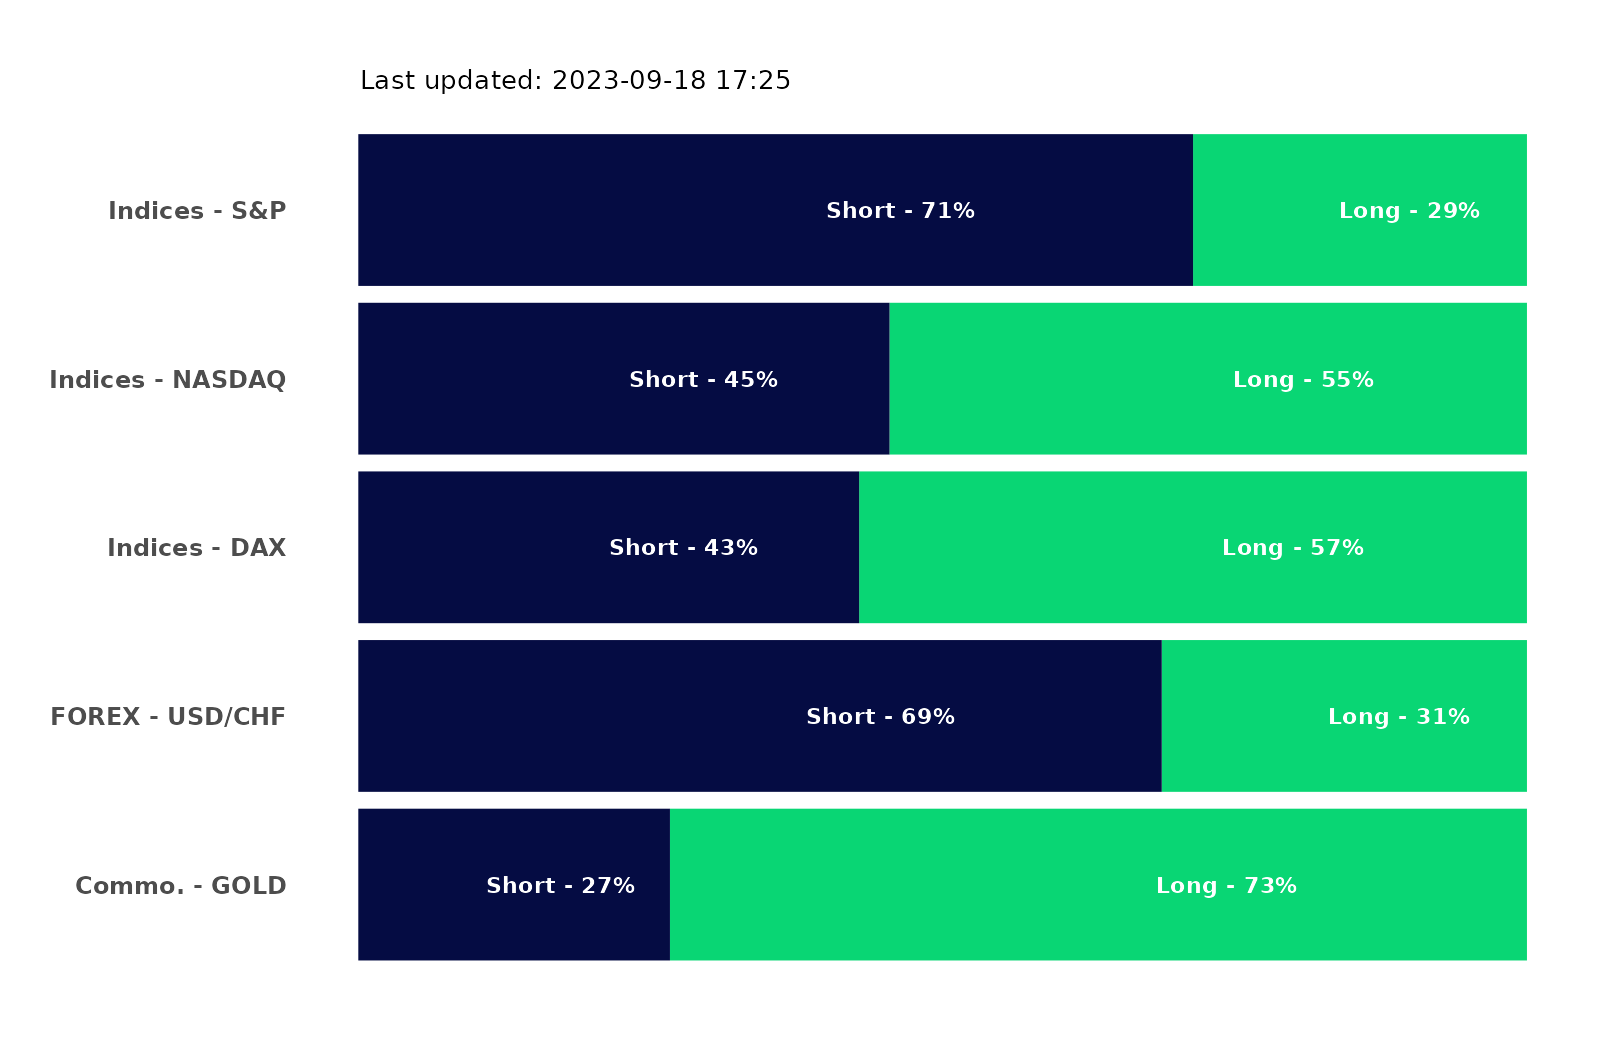 Last updated: 2023-09-18 17:25
Indices - S&P Short - 71% Long - 29%
Indices - NASDAQ Short - 45% Long - 55%
Indices - DAX Short - 43% Long - 57%
FOREX - USD/CHF Short - 69% Long - 31%
Commo. - GOLD Short - 27% Long - 73%